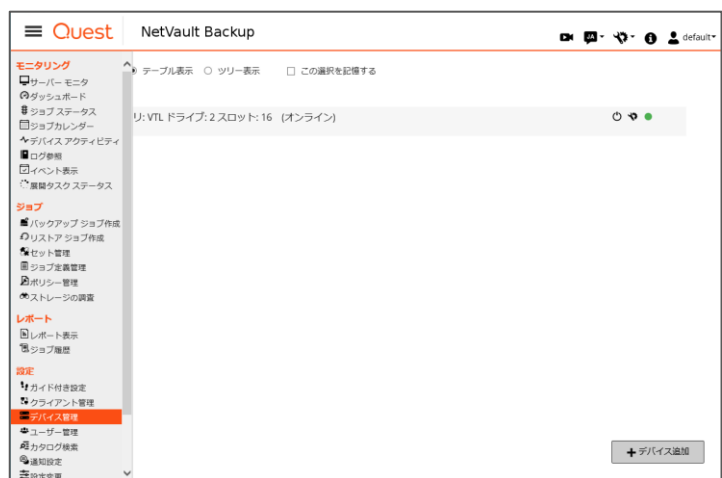 Quest
NetVault Backup
JA
default
モニタリング
サーバー モニタ
ダッシュボード
ジョブ ステータス
ジョブカレンダー
デバイス アクティビティ
ログ参照
イベント表示
展開タスク ステータス
ジョブ
バックアップ ジョブ作成
リストア ジョブ作成
セット管理
ジョブ定義管理
ポリシー管理
ストレージの調査
レポート
レポート表示
ジョブ履歴
設定
ガイド付き設定
クライアント管理
デバイス管理
ユーザー管理
カタログ検索
通知設定
設定変更
テーブル表示 ツリー表示 この選択を記憶する
リ: VTL ドライブ: 2 スロット: 16 (オンライン)
デバイス追加